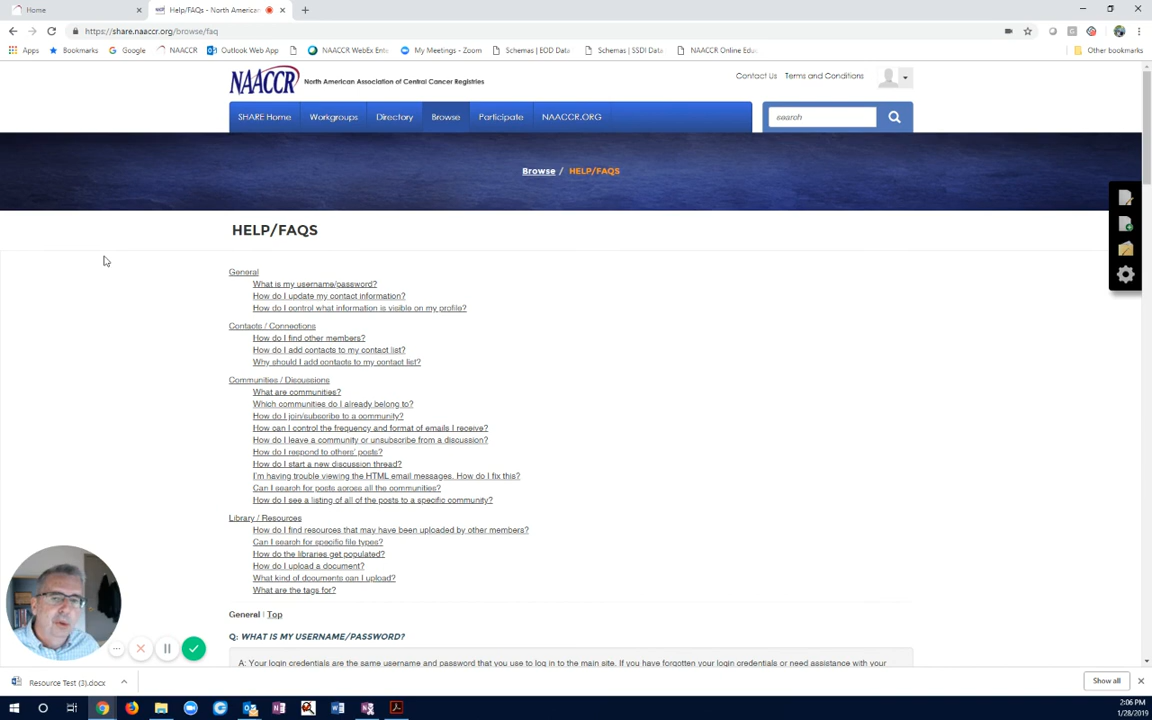 Home
Help/FAQs - North American
https://share.naaccr.org/browse/faq
Apps
Bookmarks
Google
NAACCR
Outlook Web App
NAACCR WebEx Ente
My Meetings - Zoom
Schemas [EOD Data
Schemas [SSDI Data
NAACCR Online Educ
Other bookmarks
NAACCR North American Association of Central Cancer Registries
Contact Us Terms and Conditions
SHARE Home Workgroups Directory Browse Participate NAACCR.ORG
search
Browse / HELP/FAQS
HELP/FAQS
General
What is my username/password?
How do I update my contact information?
How do I control what information is visible on my profile?
Contacts / Connections
How do I find other members?
How do I add contacts to my contact list?
Why should I add contacts to my contact list?
Communities / Discussions
What are communities?
Which communities do I already belong to?
How do I join/subscribe to a community?
How can I control the frequency and format of emails I receive?
How do I leave a community or unsubscribe from a discussion?
How do I respond to others' posts?
How do I start a new discussion thread?
I'm having trouble viewing the HTML email messages. How do I fix this?
Can I search for posts across all the communities?
How do I see a listing of all of the posts to a specific community?
Library / Resources
How do I find resources that may have been uploaded by other members?
Can I search for specific file types?
How do the libraries get populated?
How do I upload a document?
What kind of documents can I upload?
What are the tags for?
General | Top
Q: WHAT IS MY USERNAME/PASSWORD?
A: Your login credentials are the same username and password that you use to log in to the main site. If you have forgotten your login credentials or need assistance with your
Resource Test (3).docx
Show all
2:06 PM
1/28/2019